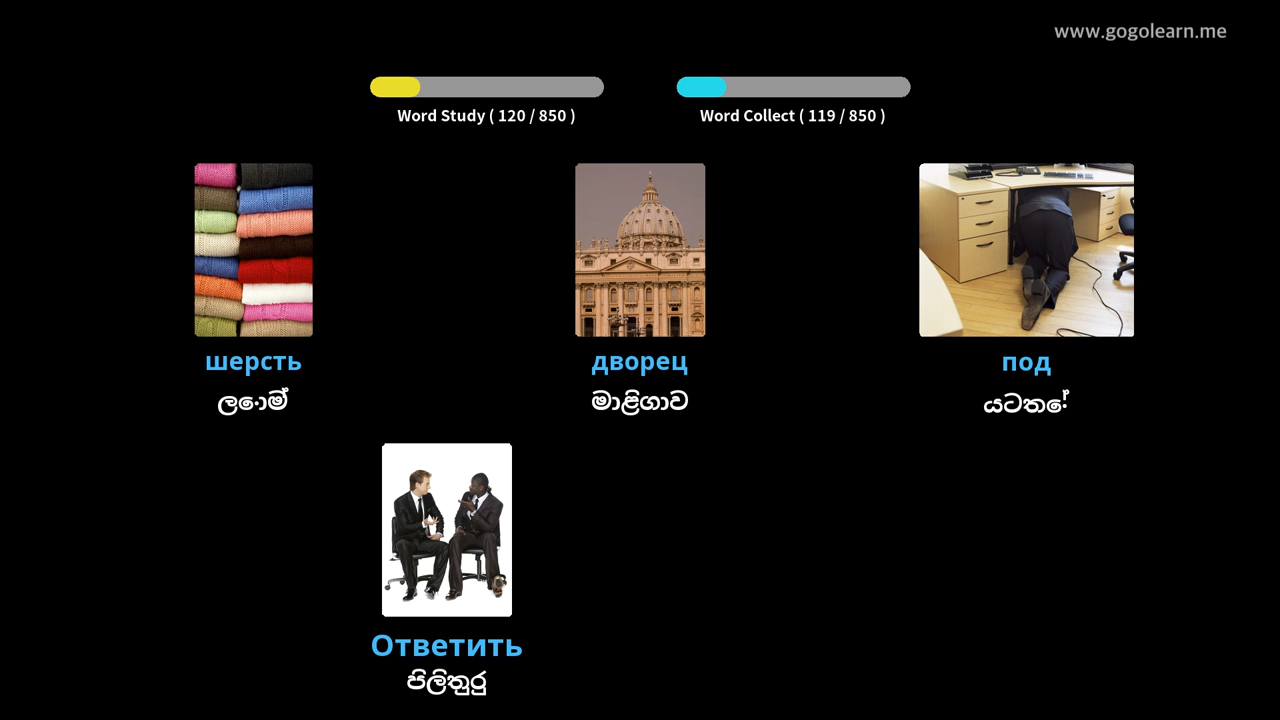 www.gogolearn.me
Word Study ( 120 / 850 )
Word Collect ( 119 / 850 )
шерсть
дворец
под
ලොම්
මාළිගාව
යටතේ
Ответить
පිලිතුරු